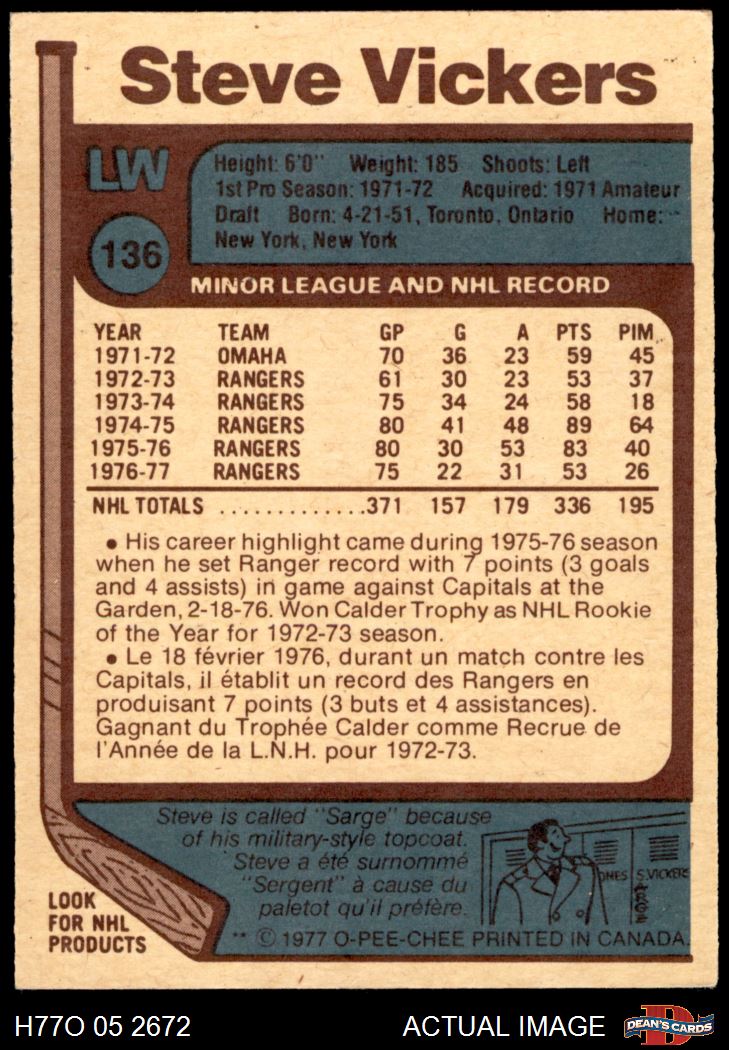 Steve Vickers
LW
Height: 6'0" Weight: 185 Shoots: Left
1st Pro Season: 1971-72 Acquired: 1971 Amateur
Draft Born: 4-21-51, Toronto, Ontario Home:
New York, New York
136
MINOR LEAGUE AND NHL RECORD
YEAR TEAM GP G A PTS PIM
1971-72 OMAHA 70 36 23 59 45
1972-73 RANGERS 61 30 23 53 37
1973-74 RANGERS 75 34 24 58 18
1974-75 RANGERS 80 41 48 89 64
1975-76 RANGERS 80 30 53 83 40
1976-77 RANGERS 75 22 31 53 26
NHL TOTALS .............371 157 179 336 195
• His career highlight came during 1975-76 season
when he set Ranger record with 7 points (3 goals
and 4 assists) in game against Capitals at the
Garden, 2-18-76. Won Calder Trophy as NHL Rookie
of the Year for 1972-73 season.
• Le 18 février 1976, durant un match contre les
Capitals, il établit un record des Rangers en
produisant 7 points (3 buts et 4 assistances).
Gagnant du Trophée Calder comme Recrue de
l'Année de la L.N.H. pour 1972-73.
Steve is called "Sarge" because
of his military-style topcoat.
Steve a été surnommé
"Sergent" à cause du
paletot qu'il préfère.
ONES
S. VICKERS
SARGE
LOOK
FOR NHL
PRODUCTS
** © 1977 O-PEE-CHEE PRINTED IN CANADA.
H77O 05 2672
ACTUAL IMAGE
D
DEAN'S CARDS